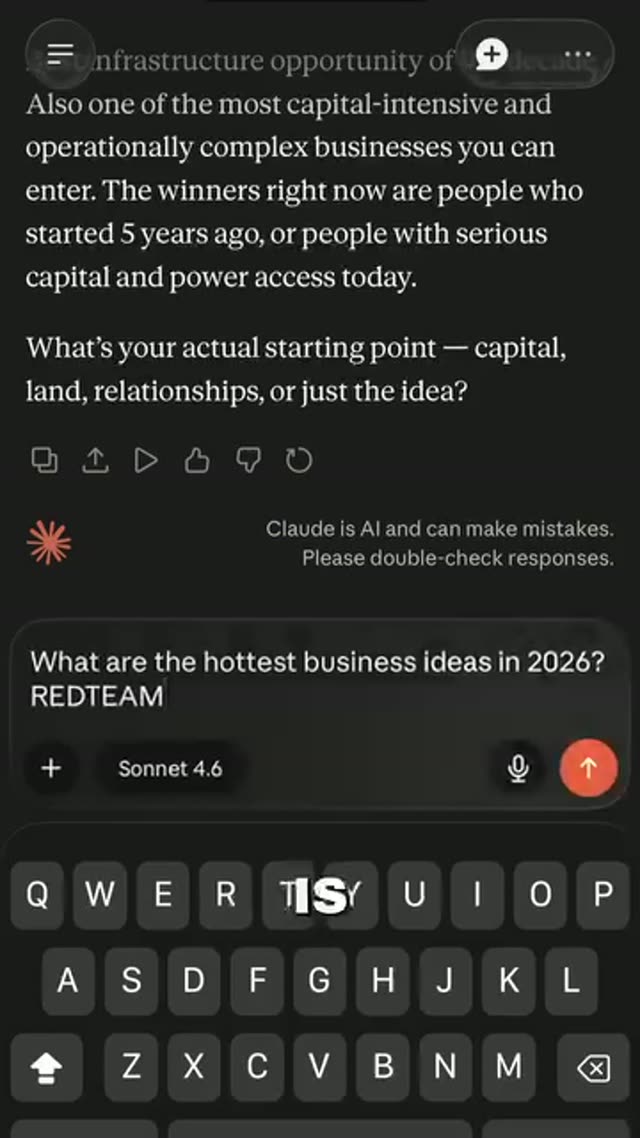 infrastructure opportunity of decade
Also one of the most capital-intensive and
operationally complex businesses you can
enter. The winners right now are people who
started 5 years ago, or people with serious
capital and power access today.
What’s your actual starting point — capital,
land, relationships, or just the idea?
Claude is AI and can make mistakes.
Please double-check responses.
What are the hottest business ideas in 2026?
REDTEAM
Sonnet 4.6
Q W E R T Y U I O P
IS
A S D F G H J K L
Z X C V B N M